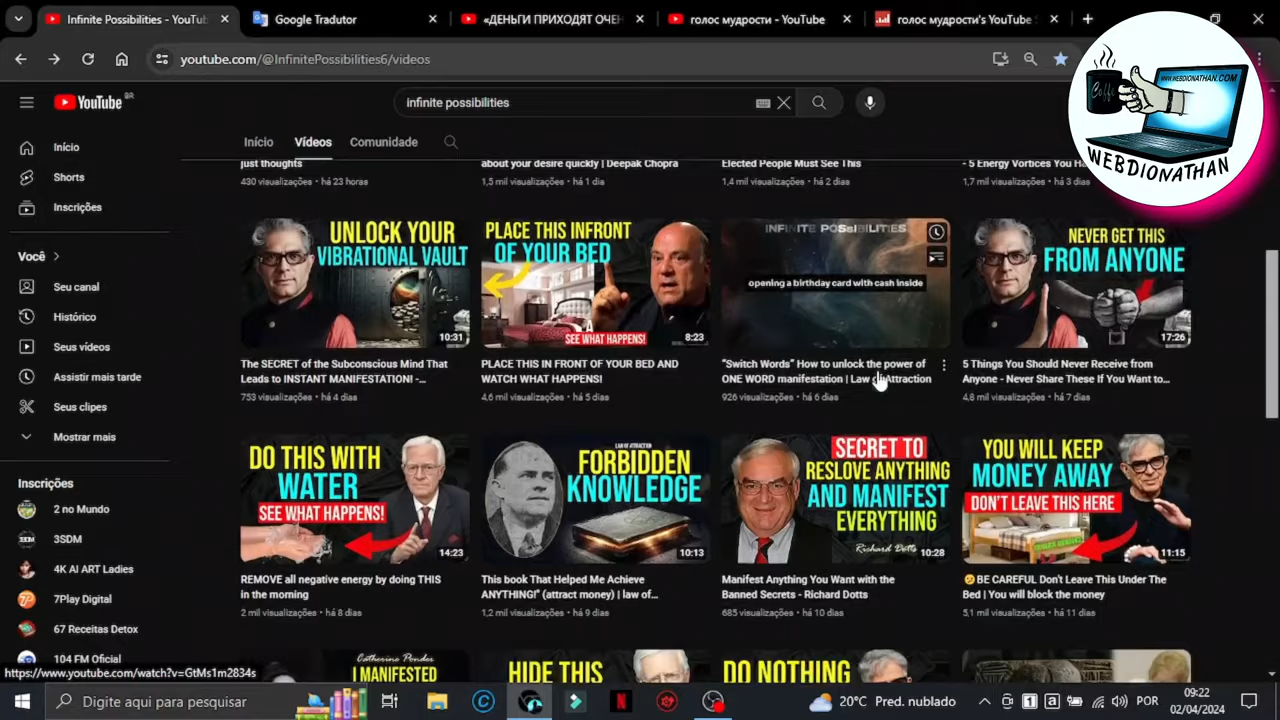 Infinite Possibilities - YouTub
Google Tradutor
«ДЕНЬГИ ПРИХОДЯТ ОЧЕН
голос мудрости - YouTube
голос мудрости's YouTube S
youtube.com/@InfinitePossibilities6/videos
YouTube BR
infinite possibilities
Coffe
WWW.WEBDIONATHAN.COM
WEBDIONATHAN
Início
Vídeos
Comunidade
Início
Shorts
Inscrições
Você
Seu canal
Histórico
Seus vídeos
Assistir mais tarde
Seus clipes
Mostrar mais
Inscrições
2 no Mundo
3SDM
4K AI ART Ladies
7Play Digital
67 Receitas Detox
104 FM Oficial
just thoughts
430 visualizações • há 23 horas
about your desire quickly | Deepak Chopra
1,5 mil visualizações • há 1 dia
Elected People Must See This
1,4 mil visualizações • há 2 dias
- 5 Energy Vortices You Ha
1,7 mil visualizações • há 3 dias
UNLOCK YOUR
VIBRATIONAL VAULT
10:31
The SECRET of the Subconscious Mind That
Leads to INSTANT MANIFESTATION! -...
753 visualizações • há 4 dias
PLACE THIS INFRONT
OF YOUR BED
SEE WHAT HAPPENS!
8:23
PLACE THIS IN FRONT OF YOUR BED AND
WATCH WHAT HAPPENS!
4,6 mil visualizações • há 5 dias
INFINITE POSsIBILITIES
opening a birthday card with cash inside
“Switch Words” How to unlock the power of
ONE WORD manifestation | Law of Attraction
926 visualizações • há 6 dias
NEVER GET THIS
FROM ANYONE
17:26
5 Things You Should Never Receive from
Anyone - Never Share These If You Want to...
4,8 mil visualizações • há 7 dias
DO THIS WITH
WATER
SEE WHAT HAPPENS!
14:23
REMOVE all negative energy by doing THIS
in the morning
2 mil visualizações • há 8 dias
LAW OF ATTRACTION
FORBIDDEN
KNOWLEDGE
10:13
This book That Helped Me Achieve
ANYTHING!" (attract money) | law of...
1,2 mil visualizações • há 9 dias
SECRET TO
RESLOVE ANYTHING
AND MANIFEST
EVERYTHING
Richard Dotts
10:28
Manifest Anything You Want with the
Banned Secrets - Richard Dotts
685 visualizações • há 10 dias
YOU WILL KEEP
MONEY AWAY
DON'T LEAVE THIS HERE
11:15
BE CAREFUL Don't Leave This Under The
Bed | You will block the money
5,1 mil visualizações • há 11 dias
Catherine Ponder
I MANIFESTED
HIDE THIS
DO NOTHING
https://www.youtube.com/watch?v=GtMs1m2834s
Digite aqui para pesquisar
20°C Pred. nublado
POR
09:22
02/04/2024